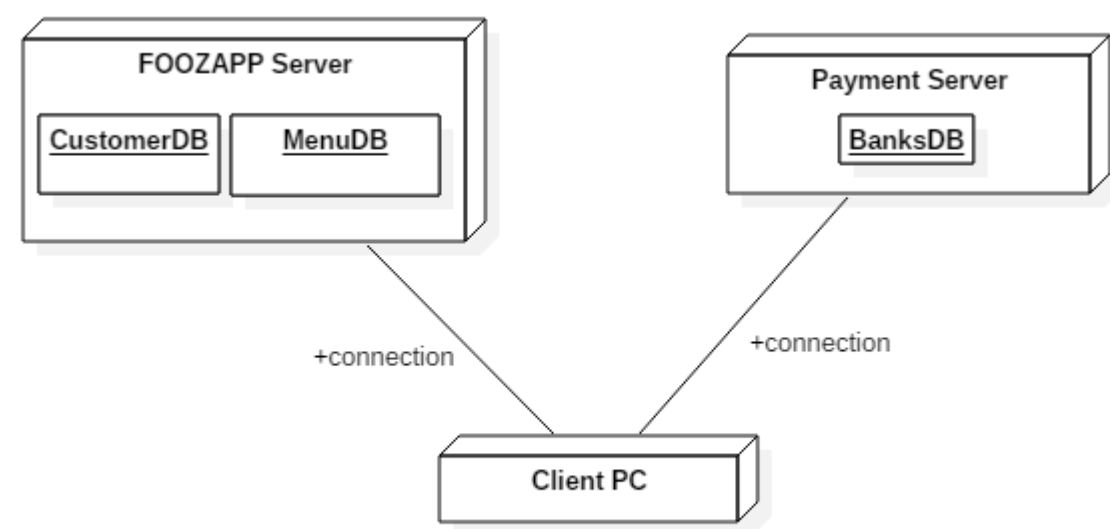 FOOZAPP Server
CustomerDB
MenuDB
Payment Server
BanksDB
+connection
+connection
Client PC